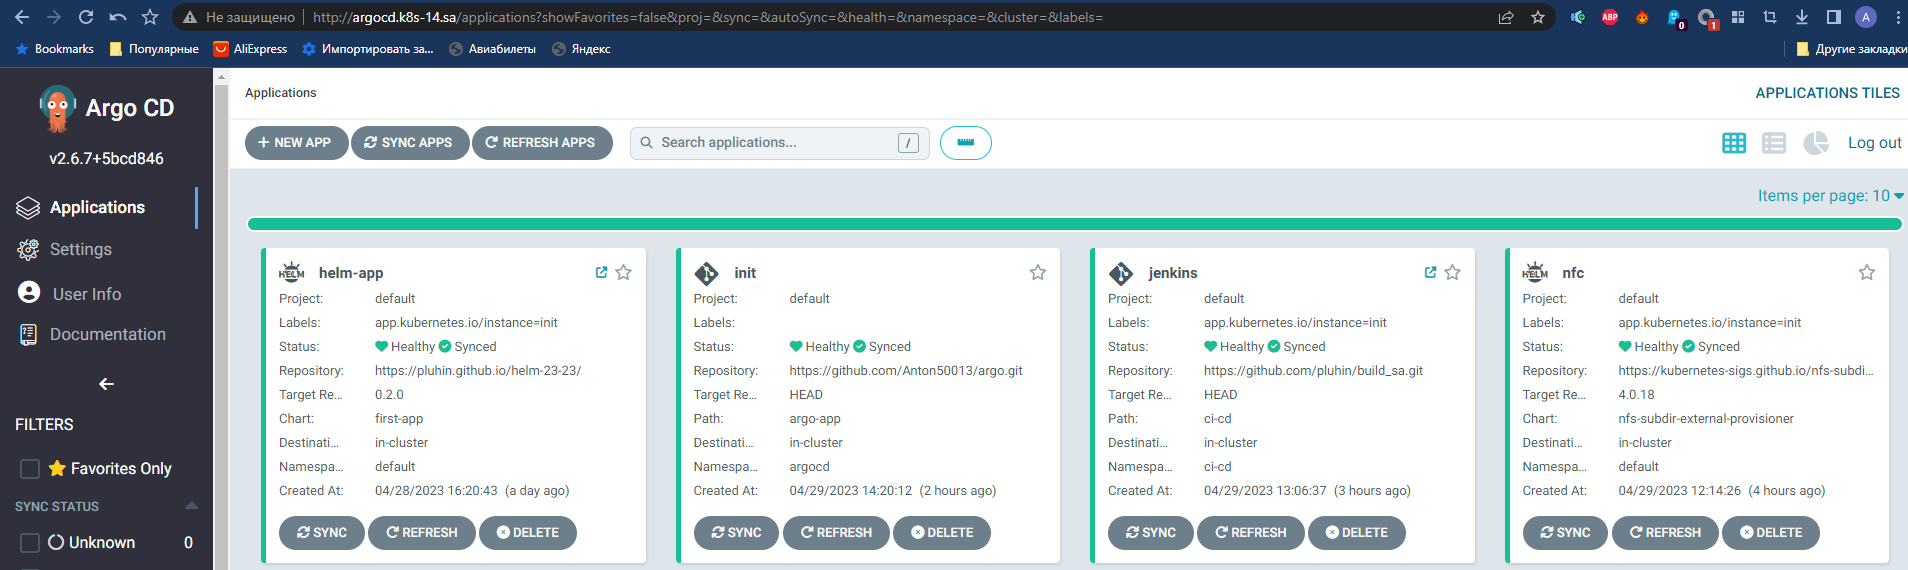 Не защищено http://argocd.k8s-14.sa/applications?showFavorites=false&proj=&sync=&autoSync=&health=&namespace=&cluster=&labels=
ABP 0 1 A
Bookmarks Популярные AliExpress Импортировать за... Авиабилеты Яндекс Другие закладки
Argo CD
v2.6.7+5bcd846
Applications
Settings
User Info
Documentation
FILTERS
Favorites Only
SYNC STATUS
Unknown 0
Applications APPLICATIONS TILES
NEW APP SYNC APPS REFRESH APPS Search applications... / Log out
Items per page: 10
HELM helm-app
Project: default
Labels: app.kubernetes.io/instance=init
Status: Healthy Synced
Repository: https://pluhin.github.io/helm-23-23/
Target Re... 0.2.0
Chart: first-app
Destinati... in-cluster
Namespa... default
Created At: 04/28/2023 16:20:43 (a day ago)
SYNC REFRESH DELETE
init
Project: default
Labels:
Status: Healthy Synced
Repository: https://github.com/Anton50013/argo.git
Target Re... HEAD
Path: argo-app
Destinati... in-cluster
Namespa... argocd
Created At: 04/29/2023 14:20:12 (2 hours ago)
SYNC REFRESH DELETE
jenkins
Project: default
Labels: app.kubernetes.io/instance=init
Status: Healthy Synced
Repository: https://github.com/pluhin/build_sa.git
Target Re... HEAD
Path: ci-cd
Destinati... in-cluster
Namespa... ci-cd
Created At: 04/29/2023 13:06:37 (3 hours ago)
SYNC REFRESH DELETE
HELM nfc
Project: default
Labels: app.kubernetes.io/instance=init
Status: Healthy Synced
Repository: https://kubernetes-sigs.github.io/nfs-subdi...
Target Re... 4.0.18
Chart: nfs-subdir-external-provisioner
Destinati... in-cluster
Namespa... default
Created At: 04/29/2023 12:14:26 (4 hours ago)
SYNC REFRESH DELETE